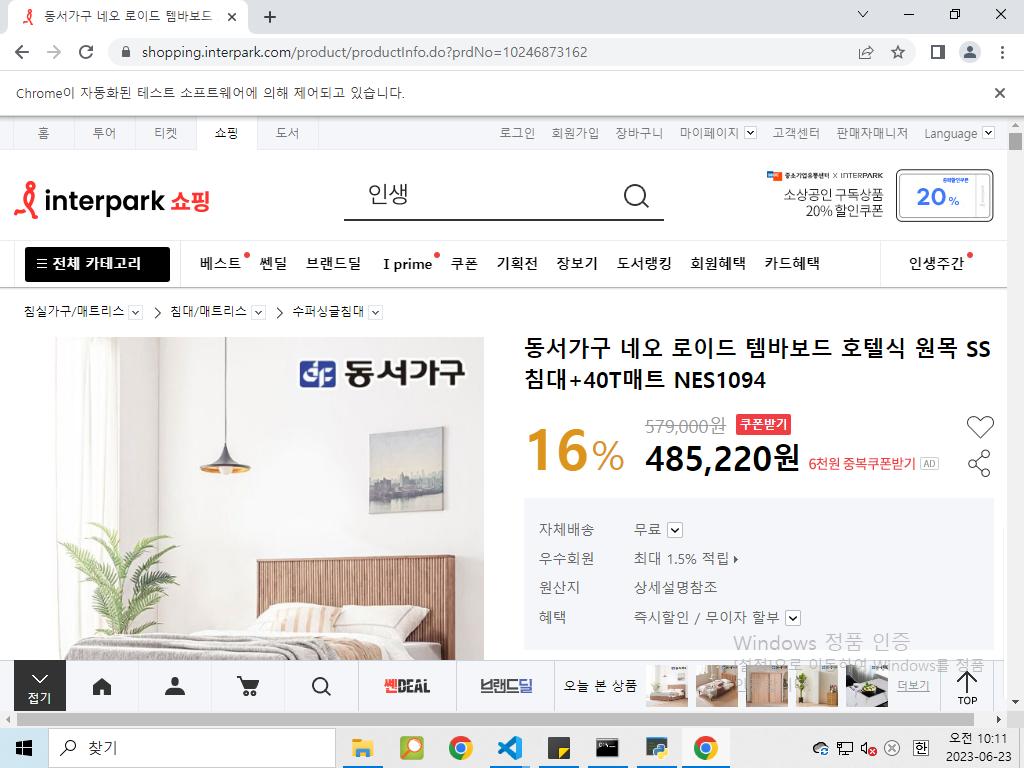 동서가구 네오 로이드 템바보드
shopping.interpark.com/product/productInfo.do?prdNo=10246873162
Chrome이 자동화된 테스트 소프트웨어에 의해 제어되고 있습니다.
홈 투어 티켓 쇼핑 도서 로그인 회원가입 장바구니 마이페이지 고객센터 판매자매니저 Language
interpark 쇼핑
인생
중소기업유통센터 X INTERPARK
소상공인 구독상품
20% 할인쿠폰
중복할인쿠폰
20%
전체 카테고리 베스트 쎈딜 브랜드딜 I prime 쿠폰 기획전 장보기 도서랭킹 회원혜택 카드혜택 인생주간
침실가구/매트리스 침대/매트리스 수퍼싱글침대
동서가구
동서가구 네오 로이드 템바보드 호텔식 원목 SS
침대+40T매트 NES1094
16%
579,000원 쿠폰받기
485,220원 6천원 중복쿠폰받기 AD
자체배송 무료
우수회원 최대 1.5% 적립
원산지 상세설명참조
혜택 즉시할인 / 무이자 할부
Windows 정품 인증
[설정]으로 이동하여 Windows를 정품
접기
쎈DEAL
브랜드딜
오늘 본 상품
더보기
TOP
찾기
한
오전 10:11
2023-06-23